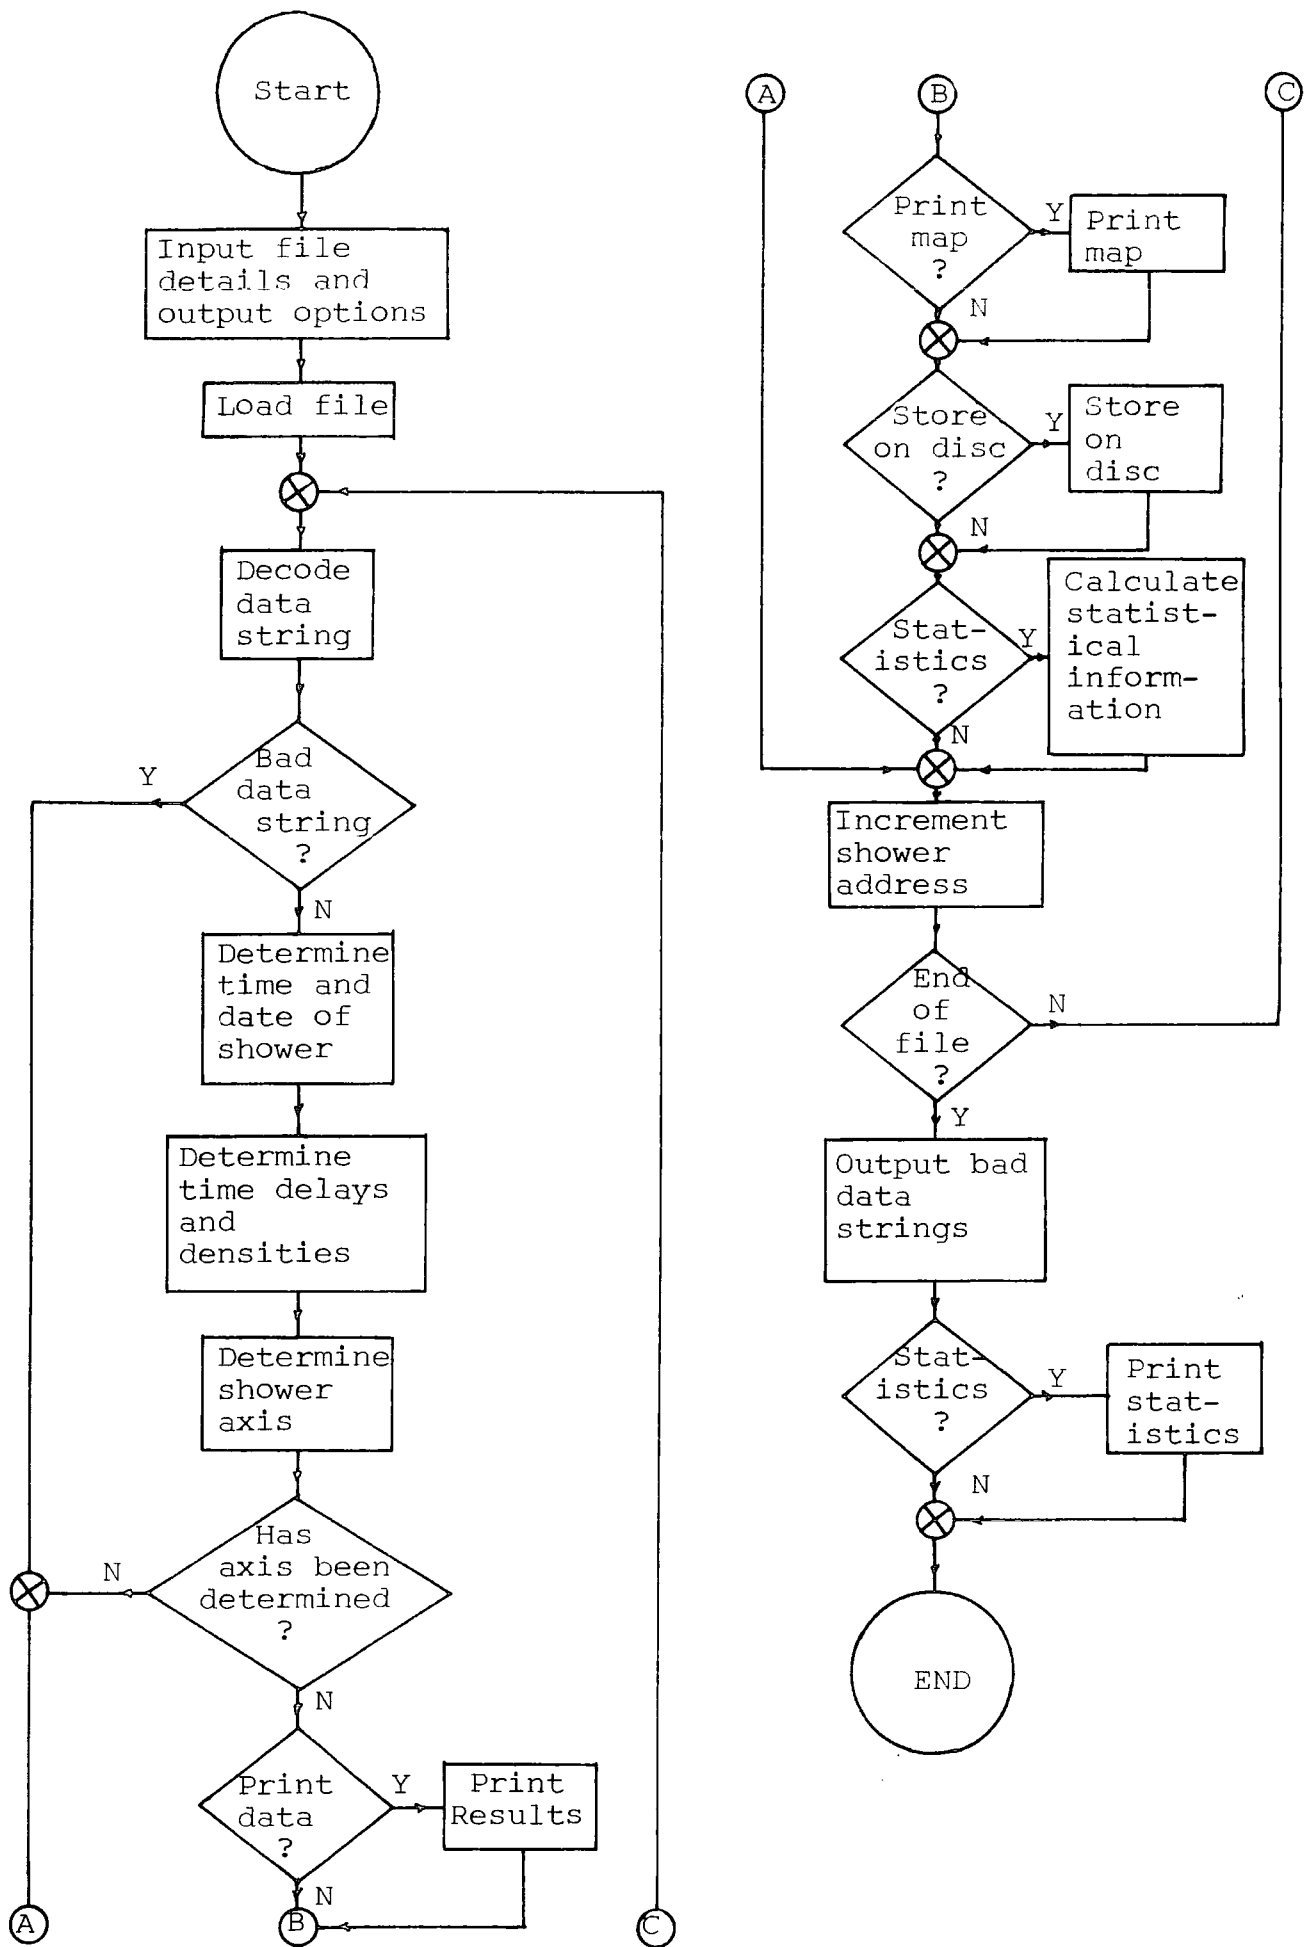 Start
Input file
details and
output options
Load file
Decode
data
string
Bad
data
string
?
Y
N
Determine
time and
date of
shower
Determine
time delays
and
densities
Determine
shower
axis
Has
axis been
determined
?
N
N
Print
data
?
Y
Print
Results
N
A
B
C
A
B
C
Print
map
?
Y
Print
map
N
Store
on disc
?
Y
Store
on
disc
N
Stat-
istics
?
Y
Calculate
statist-
ical
inform-
ation
N
Increment
shower
address
End
of
file
?
N
Y
Output bad
data
strings
Stat-
istics
?
Y
Print
stat-
istics
N
END